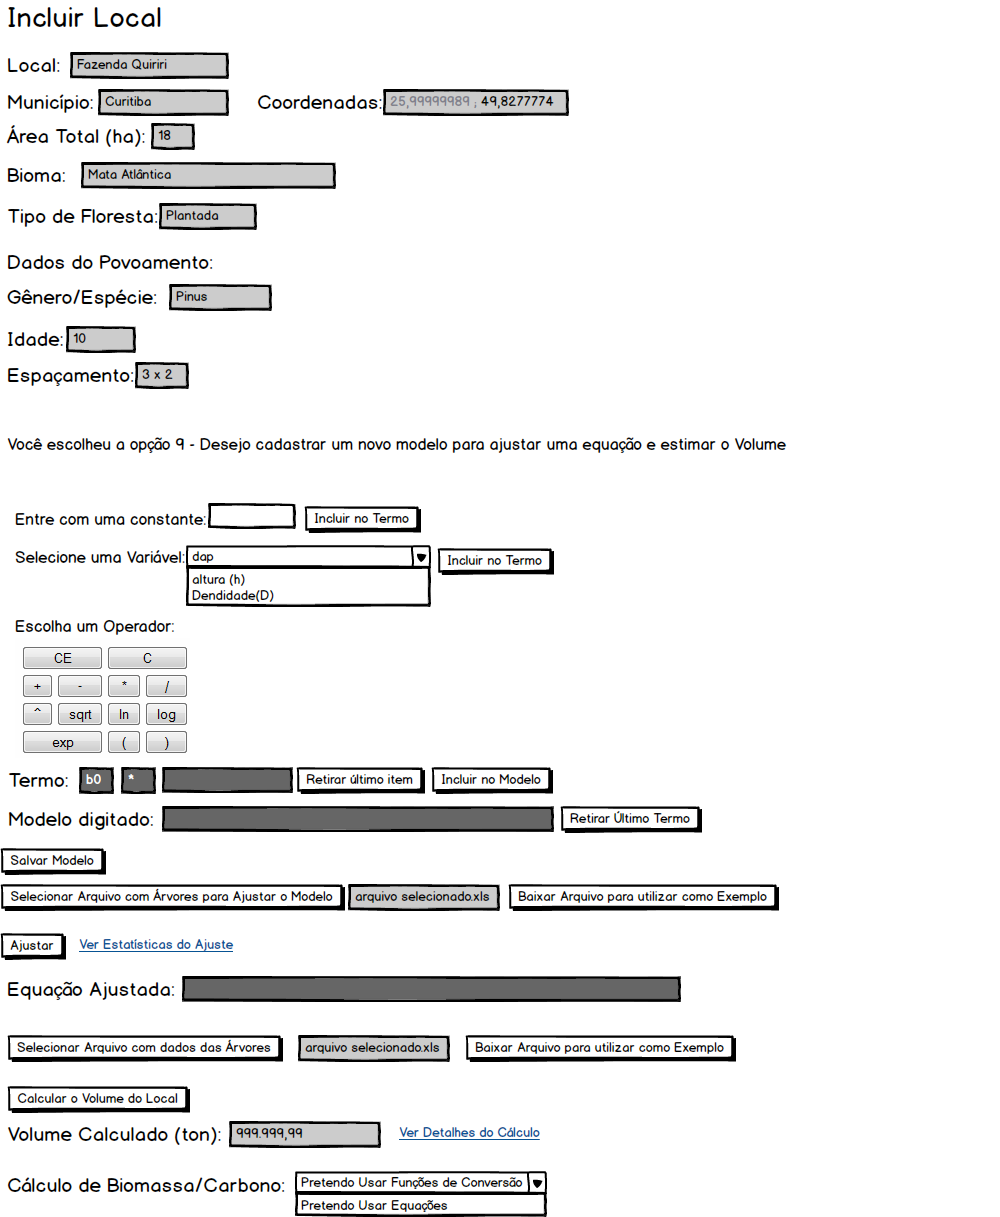 Incluir Local
Local: Fazenda Quiriri
Município: Curitiba Coordenadas: 25,99999989 ; 49,8277774
Área Total (ha): 18
Bioma: Mata Atlântica
Tipo de Floresta: Plantada
Dados do Povoamento:
Gênero/Espécie: Pinus
Idade: 10
Espaçamento: 3 x 2
Você escolheu a opção 9 - Desejo cadastrar um novo modelo para ajustar uma equação e estimar o Volume
Entre com uma constante: Incluir no Termo
Selecione uma Variável: dap Incluir no Termo
altura (h)
Dendidade(D)
Escolha um Operador:
CE C
+ - * /
^ sqrt ln log
exp ( )
Termo: b0 * Retirar último item Incluir no Modelo
Modelo digitado: Retirar Último Termo
Salvar Modelo
Selecionar Arquivo com Árvores para Ajustar o Modelo arquivo selecionado.xls Baixar Arquivo para utilizar como Exemplo
Ajustar Ver Estatísticas do Ajuste
Equação Ajustada:
Selecionar Arquivo com dados das Árvores arquivo selecionado.xls Baixar Arquivo para utilizar como Exemplo
Calcular o Volume do Local
Volume Calculado (ton): 999.999,99 Ver Detalhes do Cálculo
Cálculo de Biomassa/Carbono: Pretendo Usar Funções de Conversão
Pretendo Usar Equações